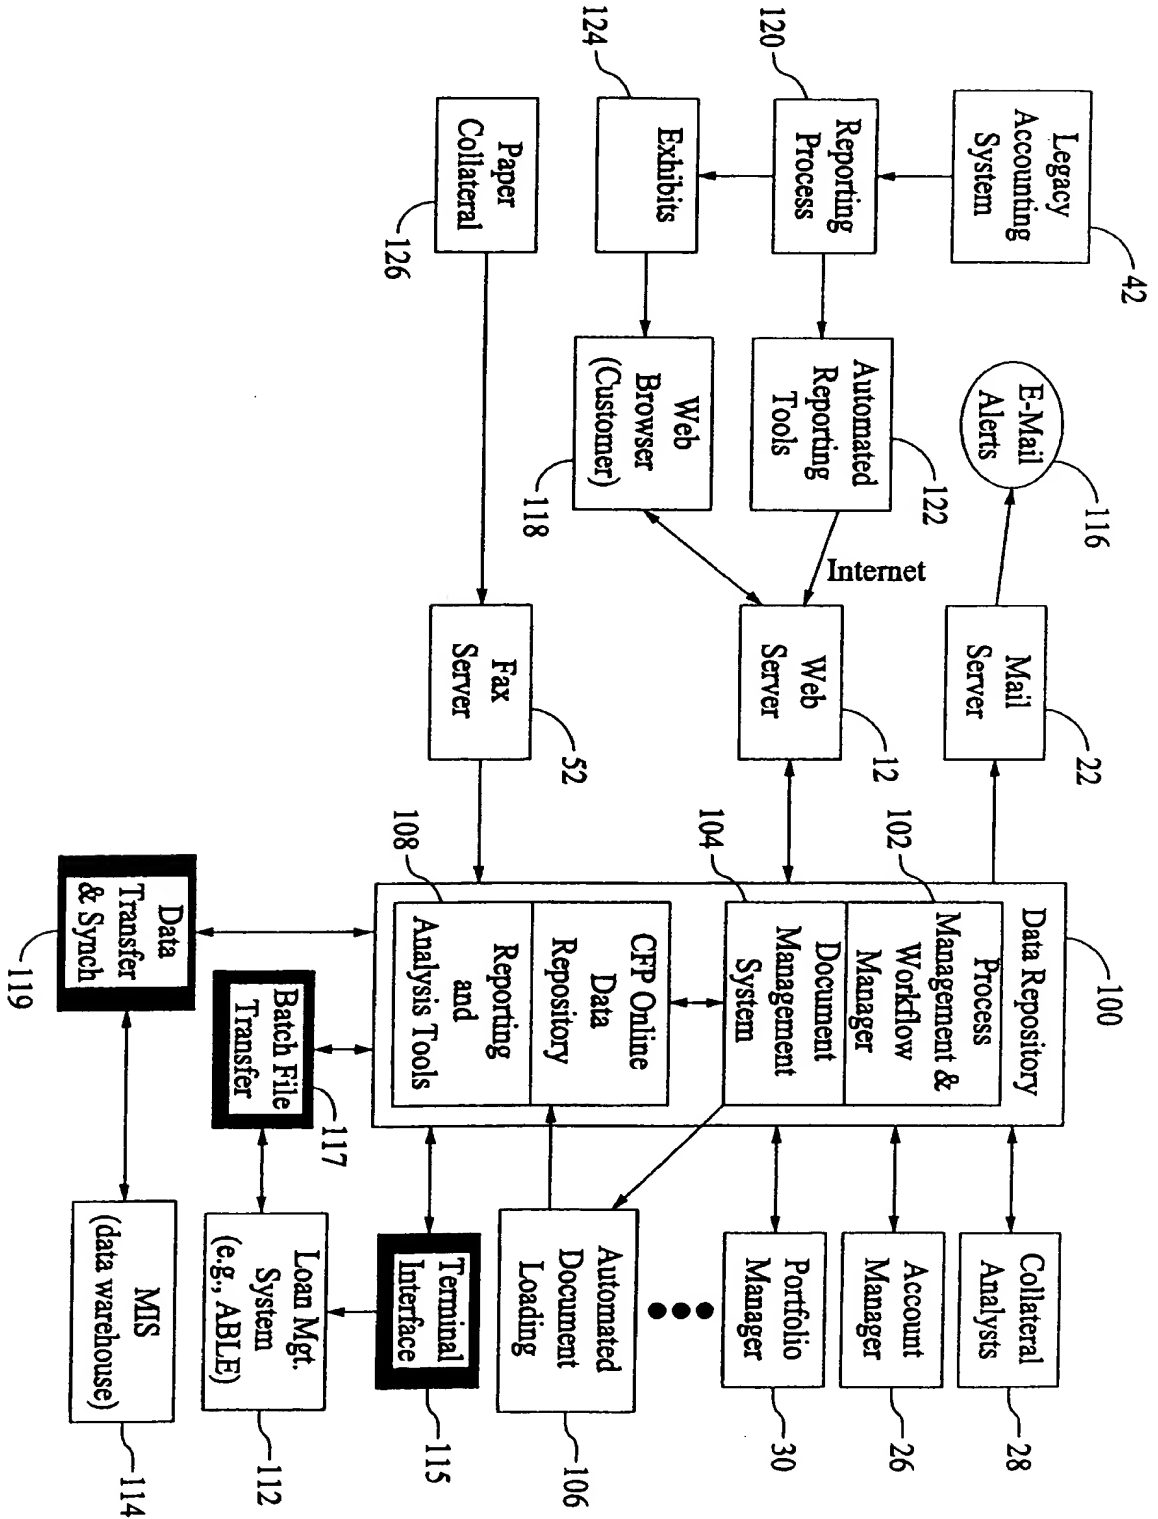 Legacy
Accounting
System
42
Reporting
Process
120
Exhibits
124
Paper
Collateral
126
E-Mail
Alerts
116
Automated
Reporting
Tools
122
Web
Browser
(Customer)
118
Internet
Mail
Server
22
Web
Server
12
Fax
Server
52
Data Repository
100
Process
Management &
Workflow
Manager
102
Document
Management
System
104
CFP Online
Data
Repository
Reporting
and
Analysis Tools
108
Data
Transfer
& Synch
119
Batch File
Transfer
117
Collateral
Analysts
28
Account
Manager
26
Portfolio
Manager
30
Automated
Document
Loading
106
Terminal
Interface
115
Loan Mgt.
System
(e.g., ABLE)
112
MIS
(data warehouse)
114